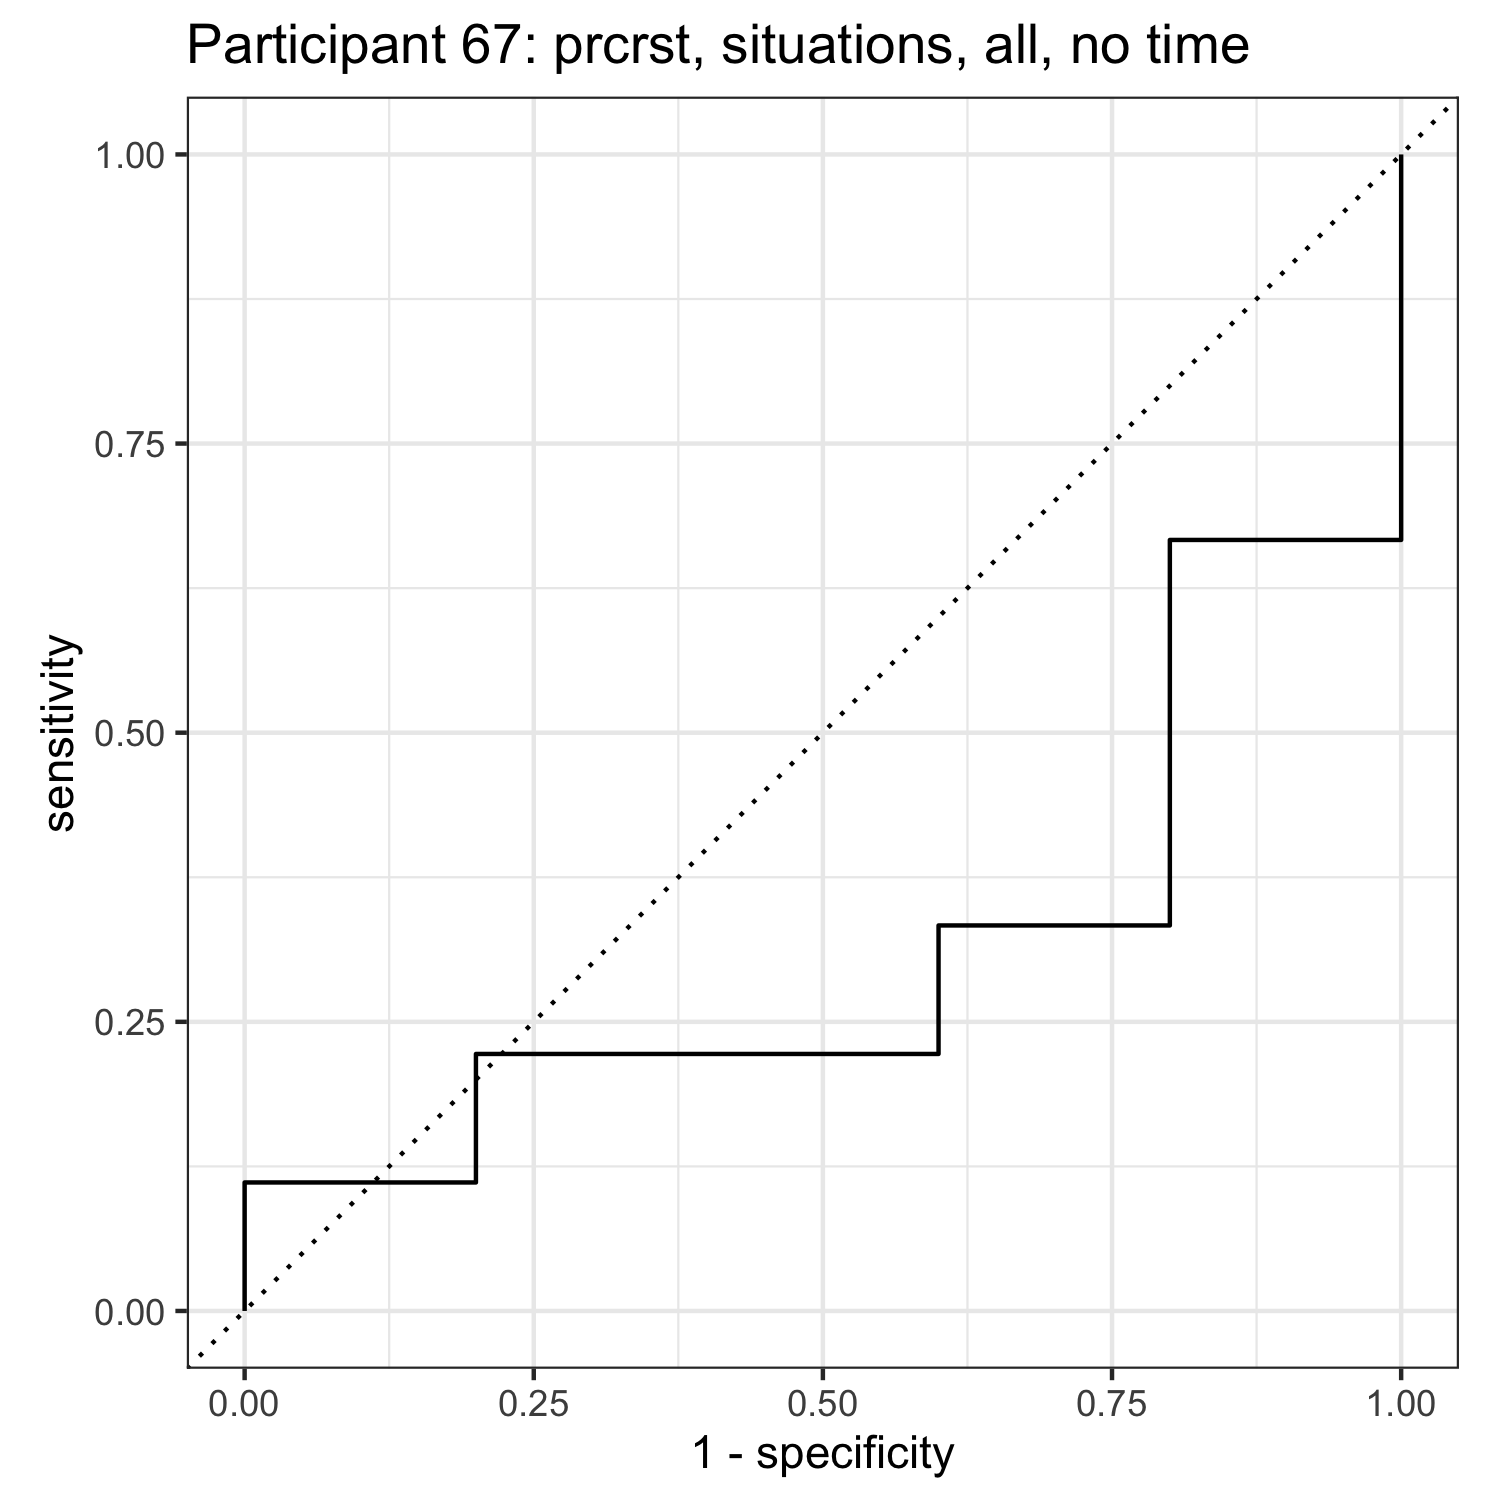 Participant 67: prcrst, situations, all, no time
1.00
0.75
0.50
0.25
0.00
sensitivity
0.00 0.25 0.50 0.75 1.00
1 - specificity